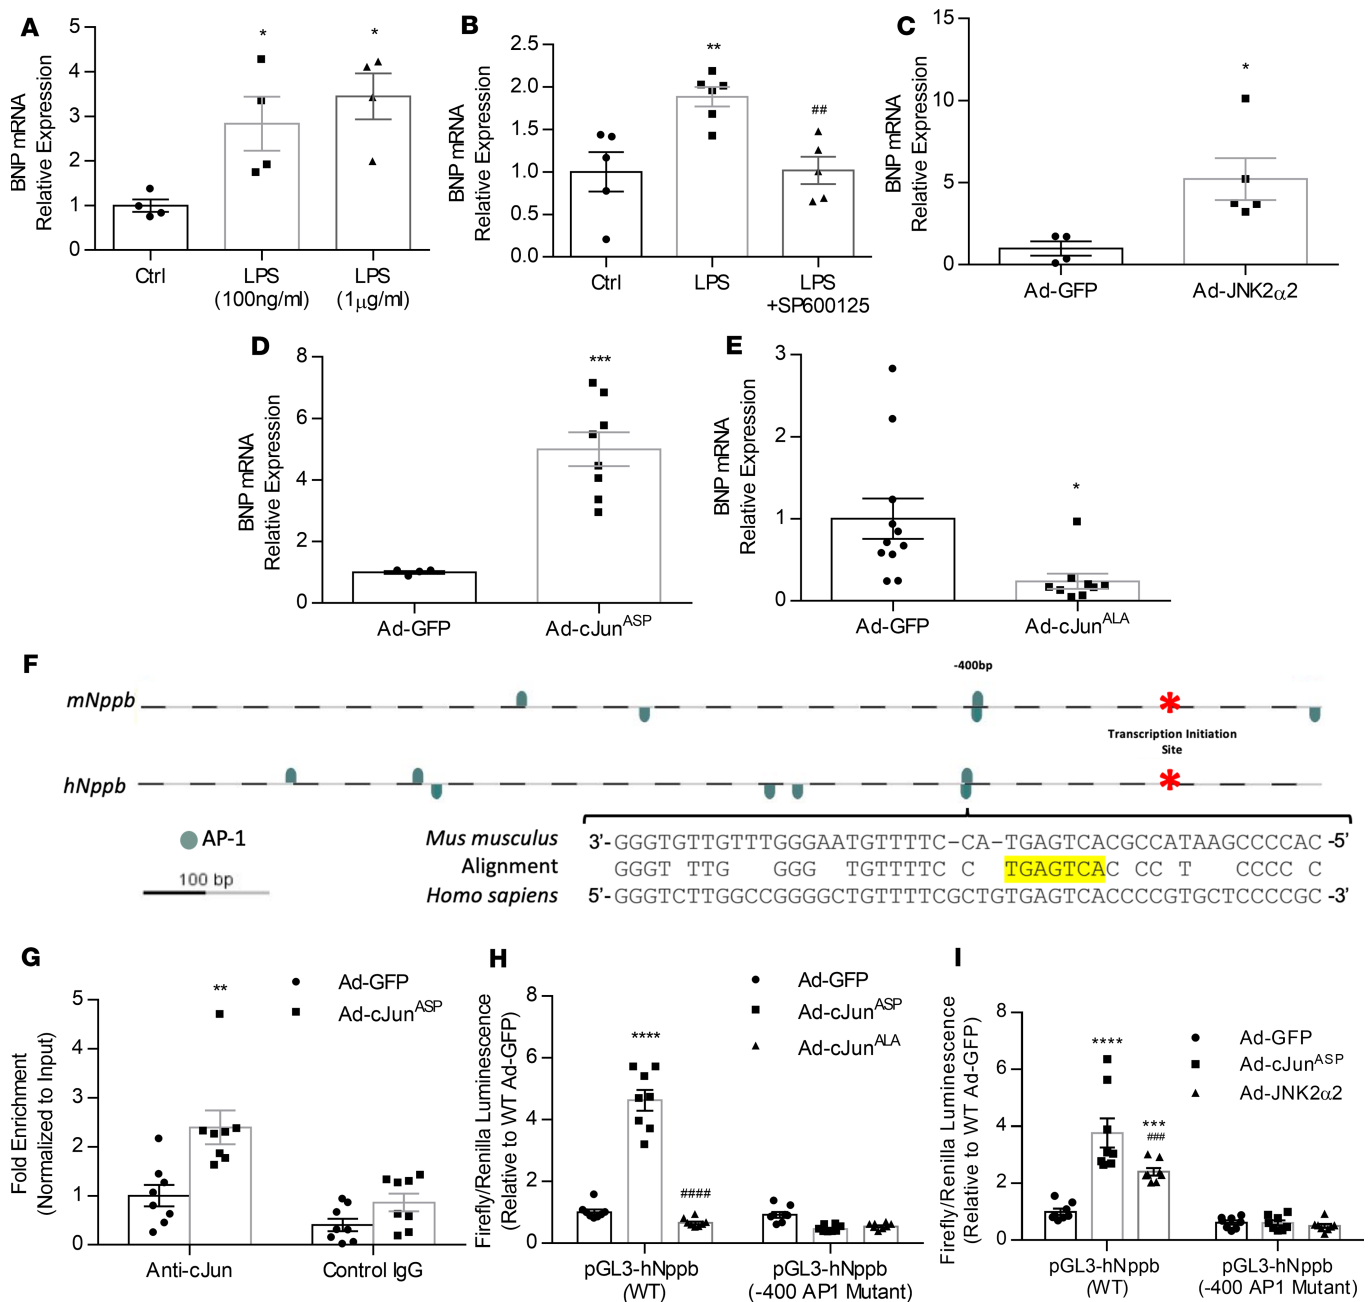 A
BNP mRNA
Relative Expression
5
4
3
2
1
0
*
*
Ctrl
LPS
(100ng/ml)
LPS
(1µg/ml)
B
BNP mRNA
Relative Expression
2.5
2.0
1.5
1.0
0.5
0.0
**
##
Ctrl
LPS
LPS
+SP600125
C
BNP mRNA
Relative Expression
15
10
5
0
*
Ad-GFP
Ad-JNK2α2
D
BNP mRNA
Relative Expression
8
6
4
2
0
***
Ad-GFP
Ad-cJunASP
E
BNP mRNA
Relative Expression
3
2
1
0
*
Ad-GFP
Ad-cJunALA
F
-400bp
mNppb
Transcription Initiation
Site
hNppb
AP-1
100 bp
Mus musculus 3'-GGGTGTTGTTTGGGAATGTTTTC-CA-TGAGTCACGCCATAAGCCCCAC-5'
Alignment GGGT TTG GGG TGTTTTC C TGAGTCAC CC T CCCC C
Homo sapiens 5'-GGGTCTTGGCCGGGGCTGTTTTCGCTGTGAGTCACCCCGTGCTCCCCGC-3'
G
Fold Enrichment
(Normalized to Input)
5
4
3
2
1
0
**
Ad-GFP
Ad-cJunASP
Anti-cJun
Control IgG
H
Firefly/Renilla Luminescence
(Relative to WT Ad-GFP)
8
6
4
2
0
****
####
Ad-GFP
Ad-cJunASP
Ad-cJunALA
pGL3-hNppb
(WT)
pGL3-hNppb
(-400 AP1 Mutant)
I
Firefly/Renilla Luminescence
(Relative to WT Ad-GFP)
8
6
4
2
0
****
***
###
Ad-GFP
Ad-cJunASP
Ad-JNK2α2
pGL3-hNppb
(WT)
pGL3-hNppb
(-400 AP1 Mutant)